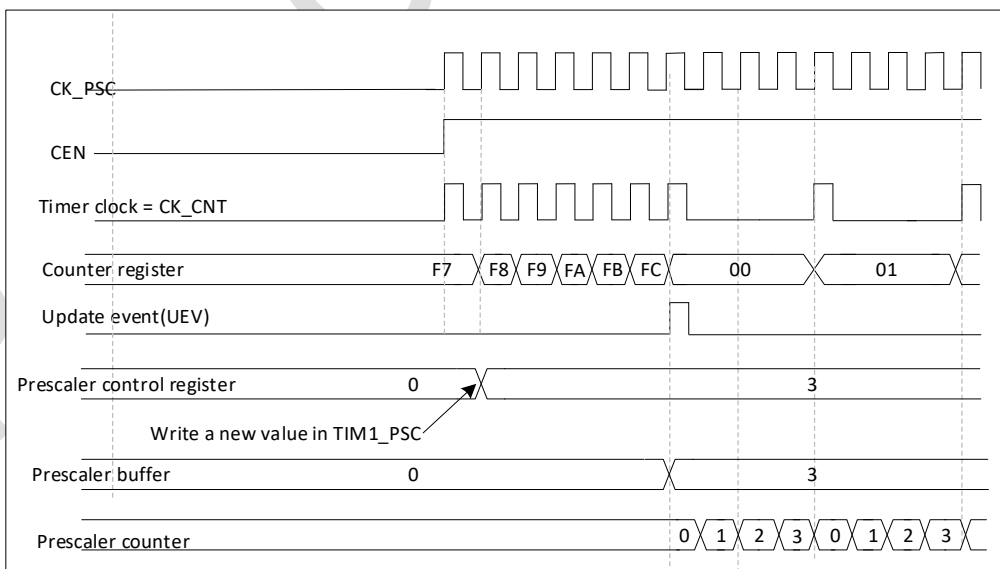 CK_PSC
CEN
Timer clock = CK_CNT
Counter register F7 F8 F9 FA FB FC 00 01
Update event(UEV)
Prescaler control register 0 3
Write a new value in TIM1_PSC
Prescaler buffer 0 3
Prescaler counter 0 1 2 3 0 1 2 3